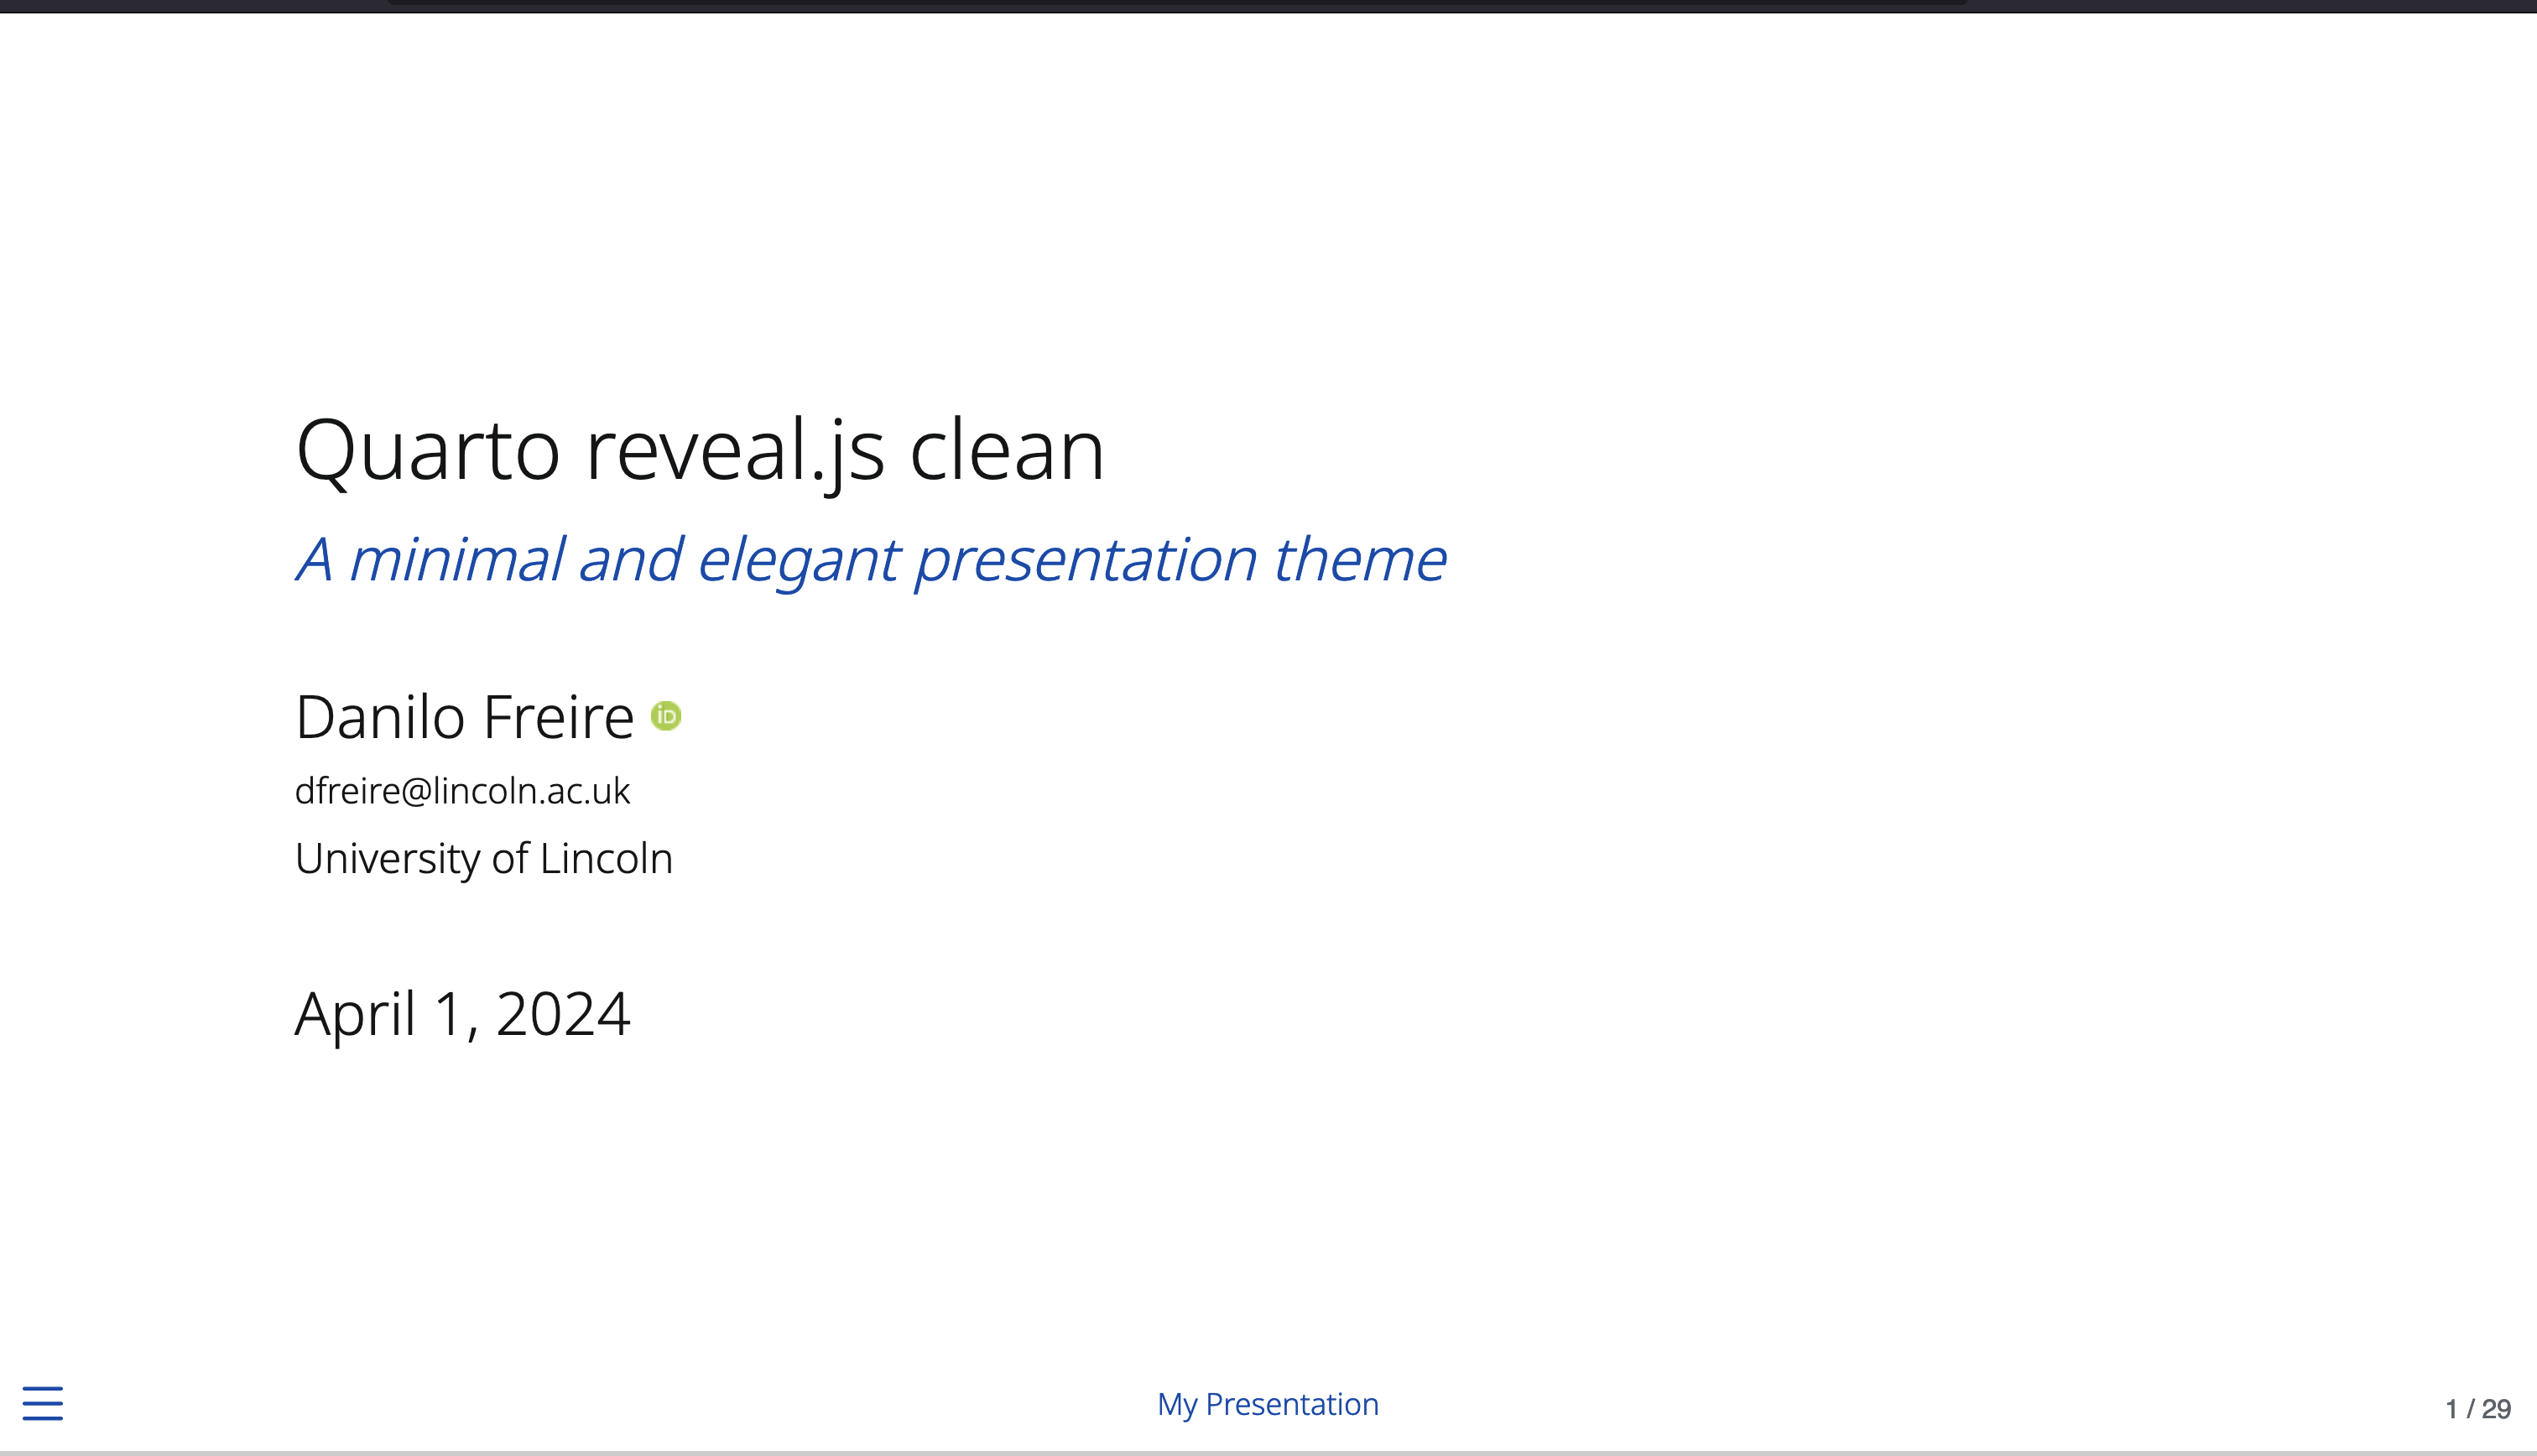 Quarto reveal.js clean
A minimal and elegant presentation theme
Danilo Freire iD
dfreire@lincoln.ac.uk
University of Lincoln
April 1, 2024
My Presentation
1 / 29